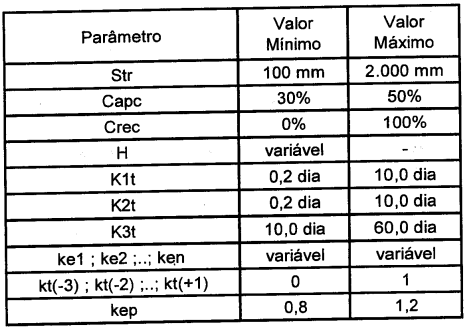 Parâmetro Valor Mínimo Valor Máximo
Str 100 mm 2.000 mm
Capc 30% 50%
Crec 0% 100%
H variável -
K1t 0,2 dia 10,0 dia
K2t 0,2 dia 10,0 dia
K3t 10,0 dia 60,0 dia
ke1 ; ke2 ;..; ken variável variável
kt(-3) ; kt(-2) ;..; kt(+1) 0 1
kep 0,8 1,2